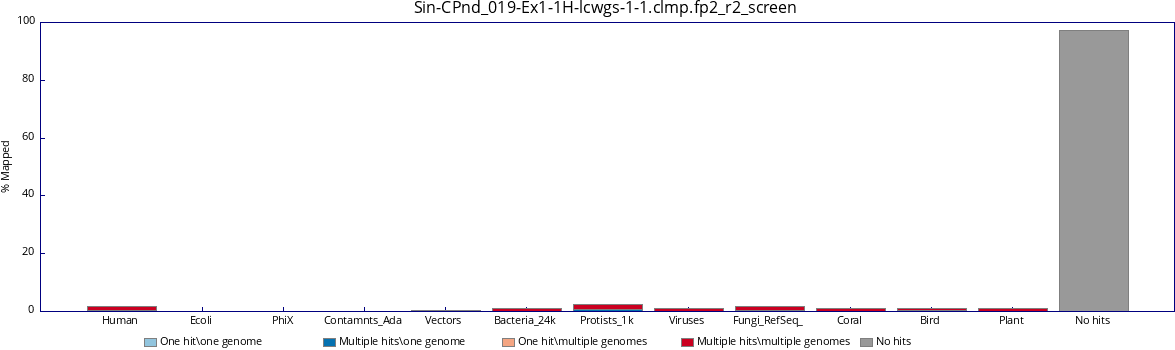 Sin-CPnd_019-Ex1-1H-lcwgs-1-1.clmp.fp2_r2_screen
100
80
60
40
20
0
% Mapped
Human Ecoli PhiX Contamnts_Ada Vectors Bacteria_24k Protists_1k Viruses Fungi_RefSeq_ Coral Bird Plant No hits
One hit\one genome Multiple hits\one genome One hit\multiple genomes Multiple hits\multiple genomes No hits